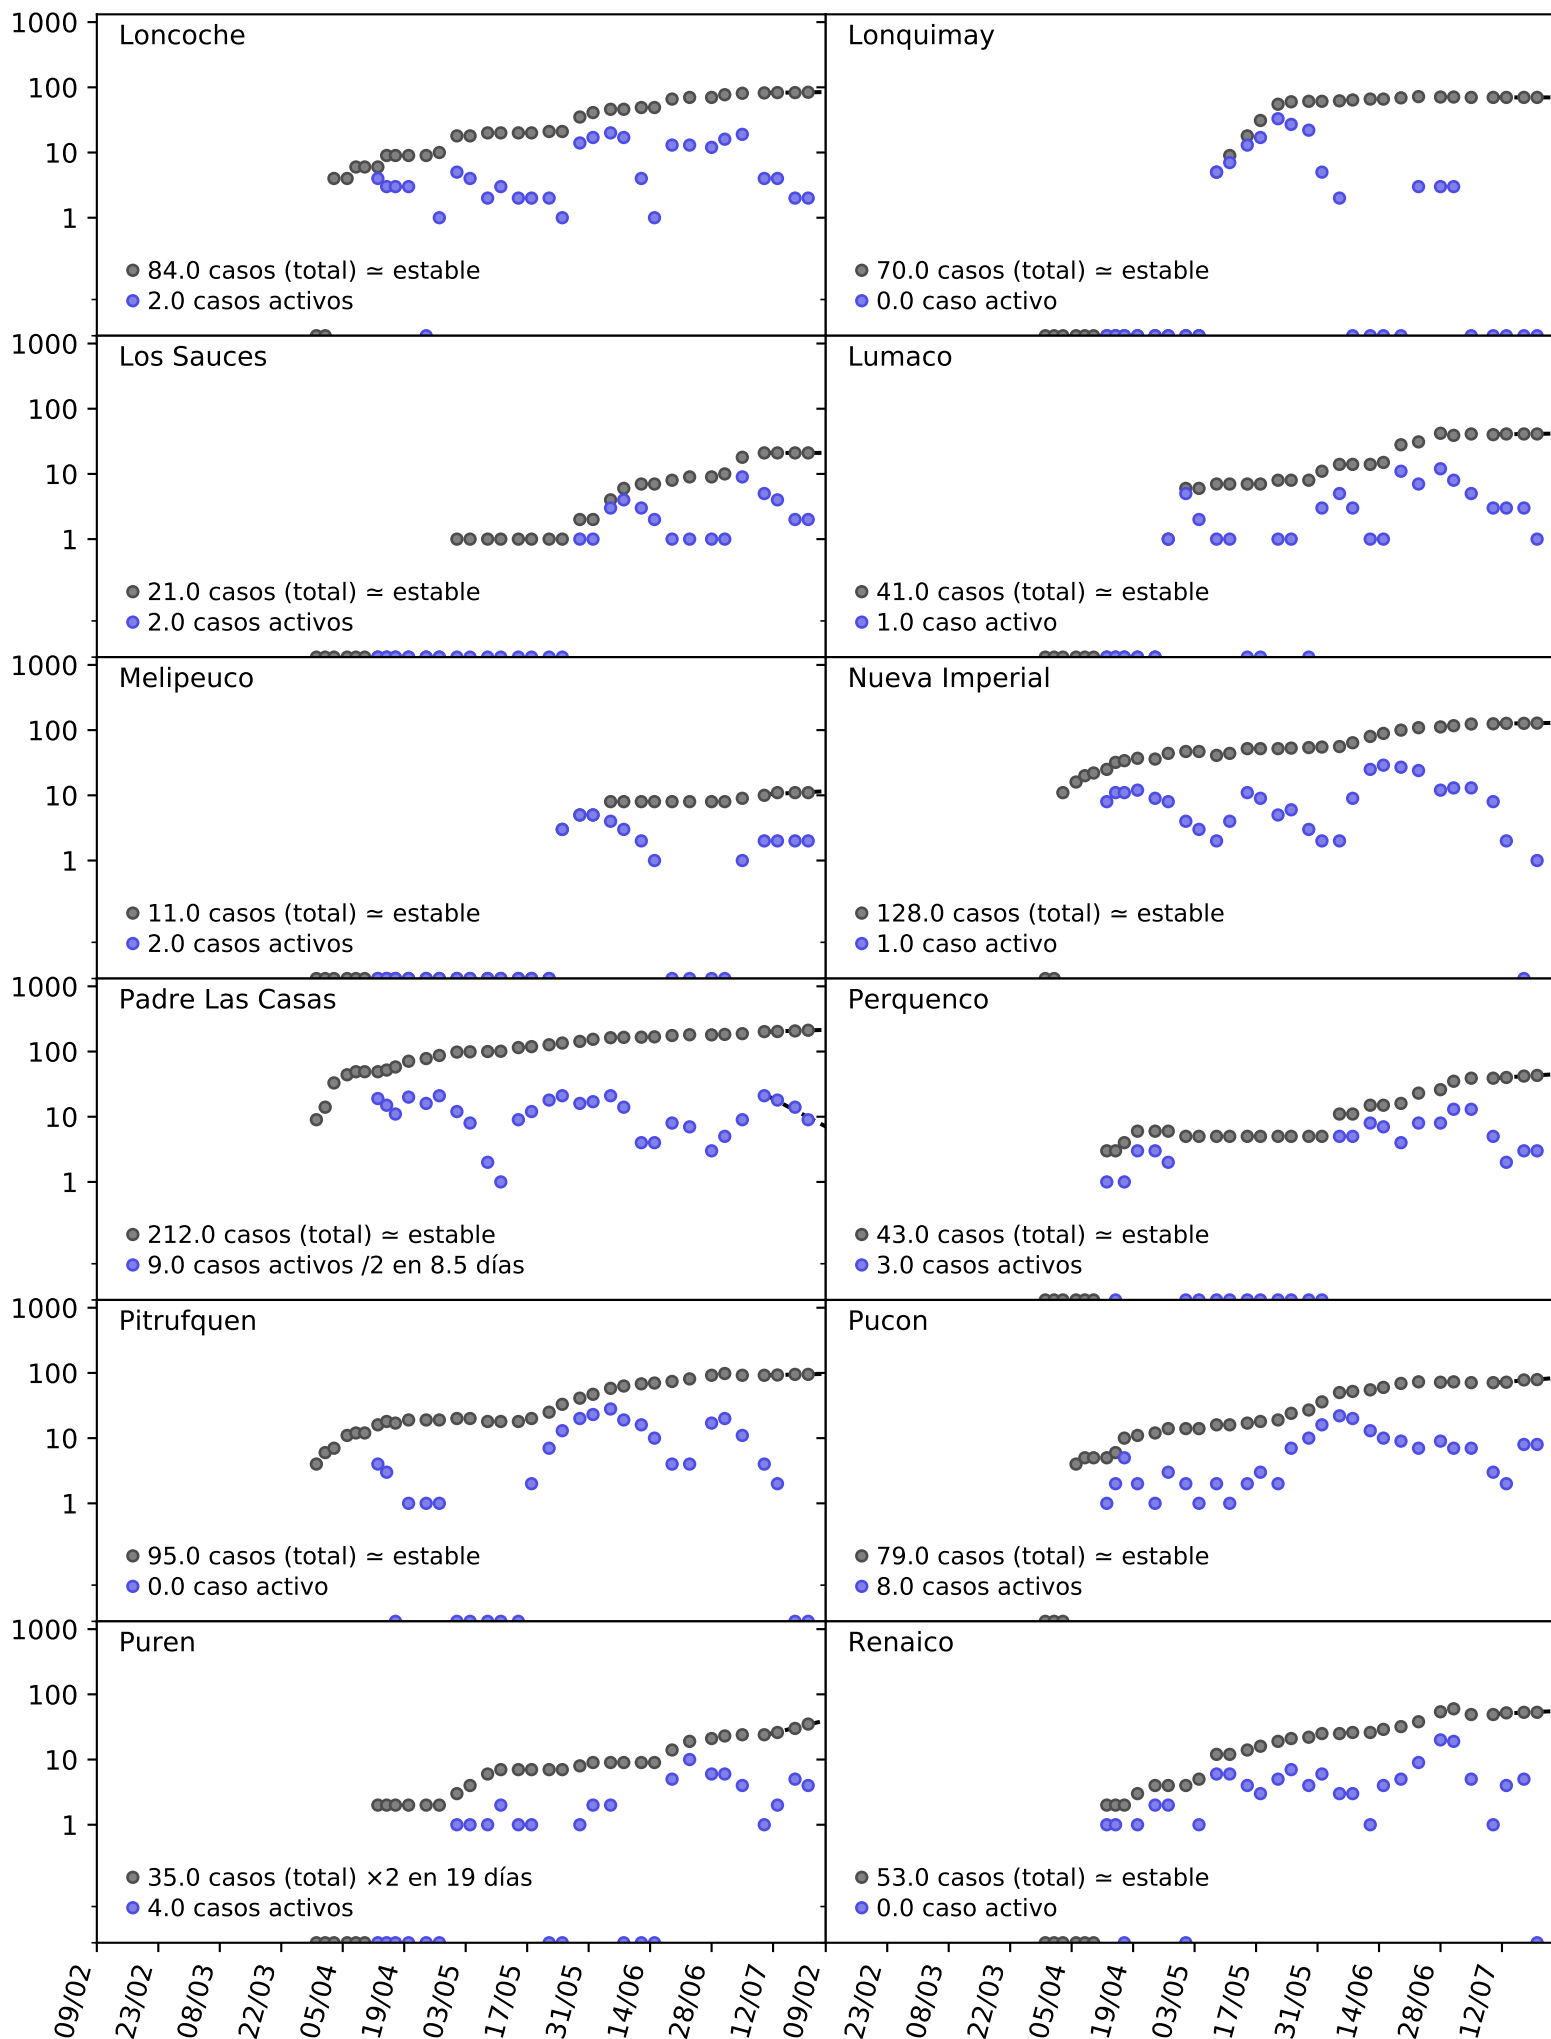 1000
Loncoche
Lonquimay
100
10
1
84.0 casos (total) ≃ estable
70.0 casos (total) ≃ estable
2.0 casos activos
0.0 caso activo
1000
Los Sauces
Lumaco
100
10
1
21.0 casos (total) ≃ estable
41.0 casos (total) ≃ estable
2.0 casos activos
1.0 caso activo
1000
Melipeuco
Nueva Imperial
100
10
1
11.0 casos (total) ≃ estable
128.0 casos (total) ≃ estable
2.0 casos activos
1.0 caso activo
1000
Padre Las Casas
Perquenco
100
10
1
212.0 casos (total) ≃ estable
43.0 casos (total) ≃ estable
9.0 casos activos /2 en 8.5 días
3.0 casos activos
1000
Pitrufquen
Pucon
100
10
1
95.0 casos (total) ≃ estable
79.0 casos (total) ≃ estable
0.0 caso activo
8.0 casos activos
1000
Puren
Renaico
100
10
1
35.0 casos (total) ×2 en 19 días
53.0 casos (total) ≃ estable
4.0 casos activos
0.0 caso activo
09/02 23/02 08/03 22/03 05/04 19/04 03/05 17/05 31/05 14/06 28/06 12/07 09/02 23/02 08/03 22/03 05/04 19/04 03/05 17/05 31/05 14/06 28/06 12/07